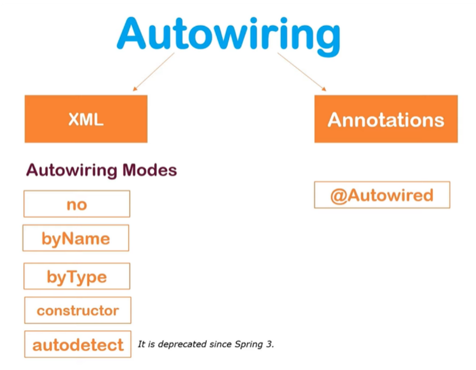 Autowiring
XML
Annotations
Autowiring Modes
no
@Autowired
byName
byType
constructor
autodetect It is deprecated since Spring 3.